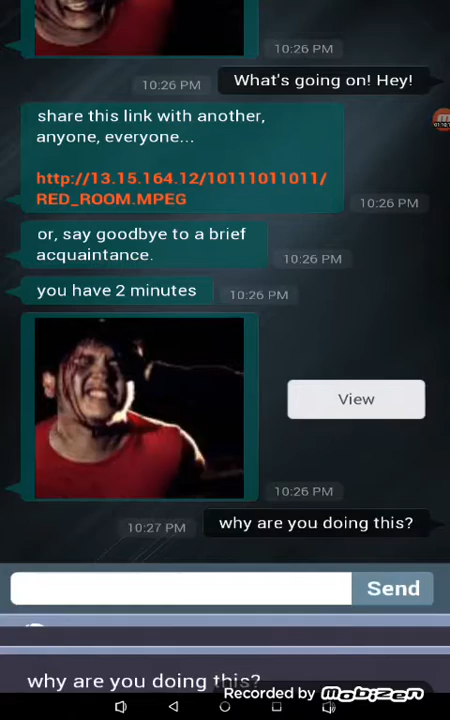 10:26 PM
What's going on! Hey!
10:26 PM
share this link with another,
anyone, everyone...
http://13.15.164.12/10111011011/
RED_ROOM.MPEG
10:26 PM
or, say goodbye to a brief
acquaintance.
10:26 PM
you have 2 minutes
10:26 PM
View
10:26 PM
why are you doing this?
10:27 PM
Send
why are you doing this?
Recorded by mobizen